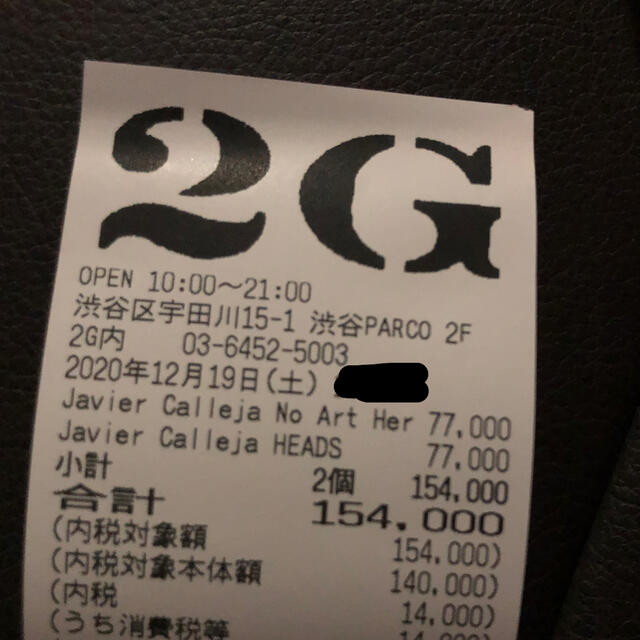 2G
OPEN 10:00~21:00
渋谷区宇田川15-1 渋谷PARCO 2F
2G内 03-6452-5003
2020年12月19日(土)
Javier Calleja No Art Her 77,000
Javier Calleja HEADS 77,000
小計 2個 154,000
合計 154,000
(内税対象額 154,000)
(内税対象本体額 140,000)
(内税 14,000)
(うち消費税等 14,000)